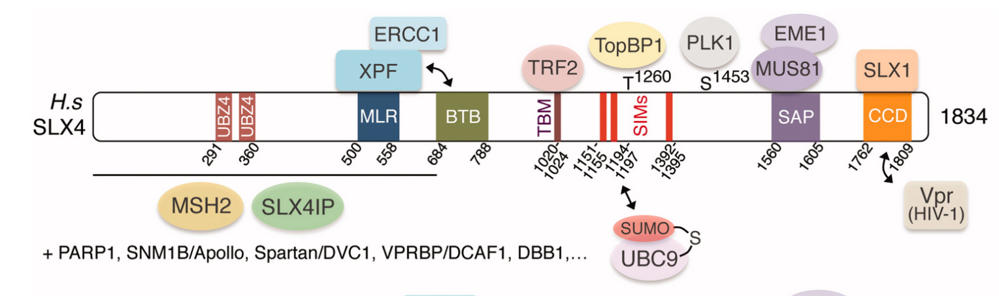 ERCC1
XPF
TRF2
TopBP1
PLK1
EME1
MUS81
SLX1
T1260
S1453
H.s
SLX4
UBZ4
UBZ4
MLR
BTB
TBM
SIMs
SAP
CCD
1834
291
360
500
558
684
788
1020-
1024
1151-
1155
1194-
1197
1392-
1395
1560
1605
1762
1809
MSH2
SLX4IP
SUMO
S
UBC9
Vpr
(HIV-1)
+ PARP1, SNM1B/Apollo, Spartan/DVC1, VPRBP/DCAF1, DBB1,...